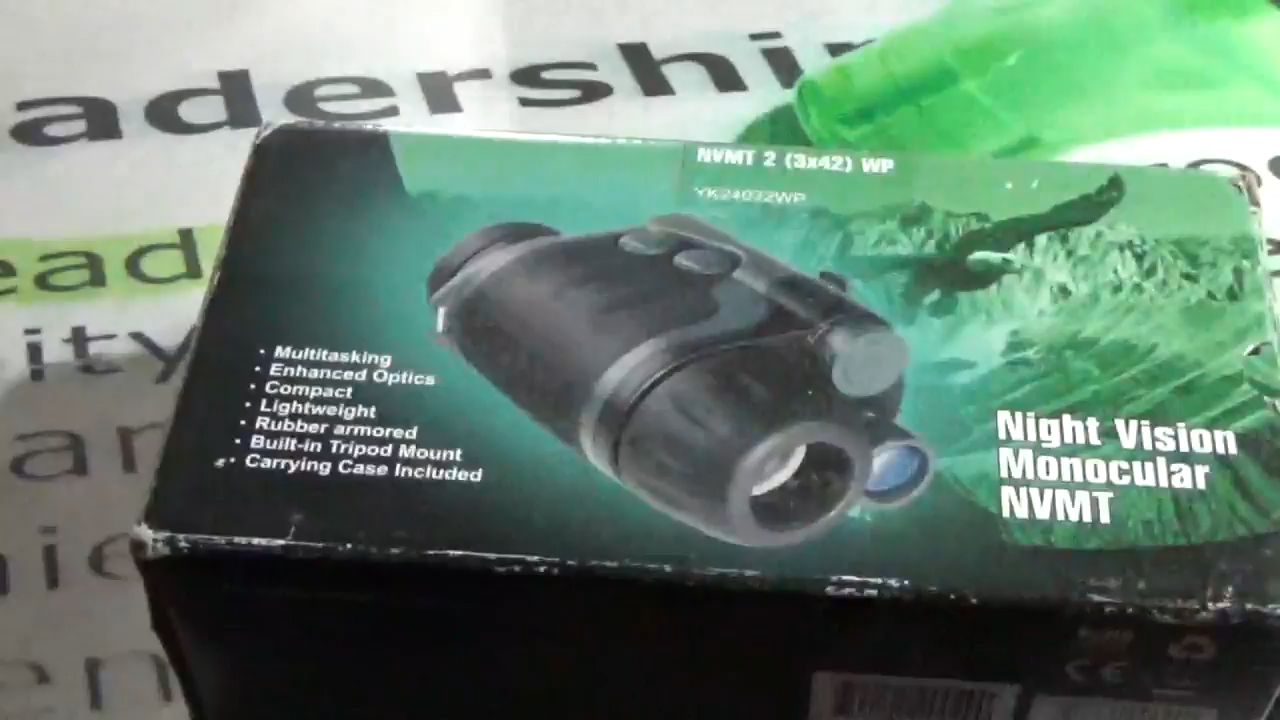 adershi
NVMT 2 (3x42) WP
YK24032WP
ead
ity
• Multitasking
• Enhanced Optics
• Compact
• Lightweight
• Rubber armored
• Built-in Tripod Mount
• Carrying Case Included
Night Vision
Monocular
NVMT
CE